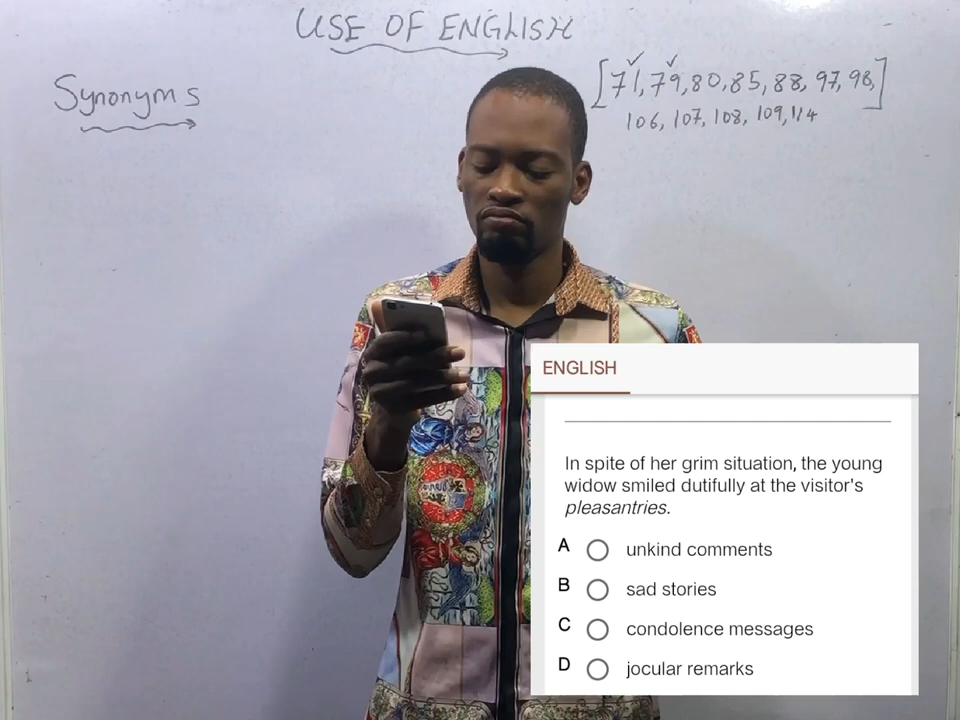 USE OF ENGLISH
Synonyms
[71, 79, 80, 85, 88, 97, 98,]
106, 107, 108, 109, 114
ENGLISH
In spite of her grim situation, the young
widow smiled dutifully at the visitor's
pleasantries.
A unkind comments
B sad stories
C condolence messages
D jocular remarks